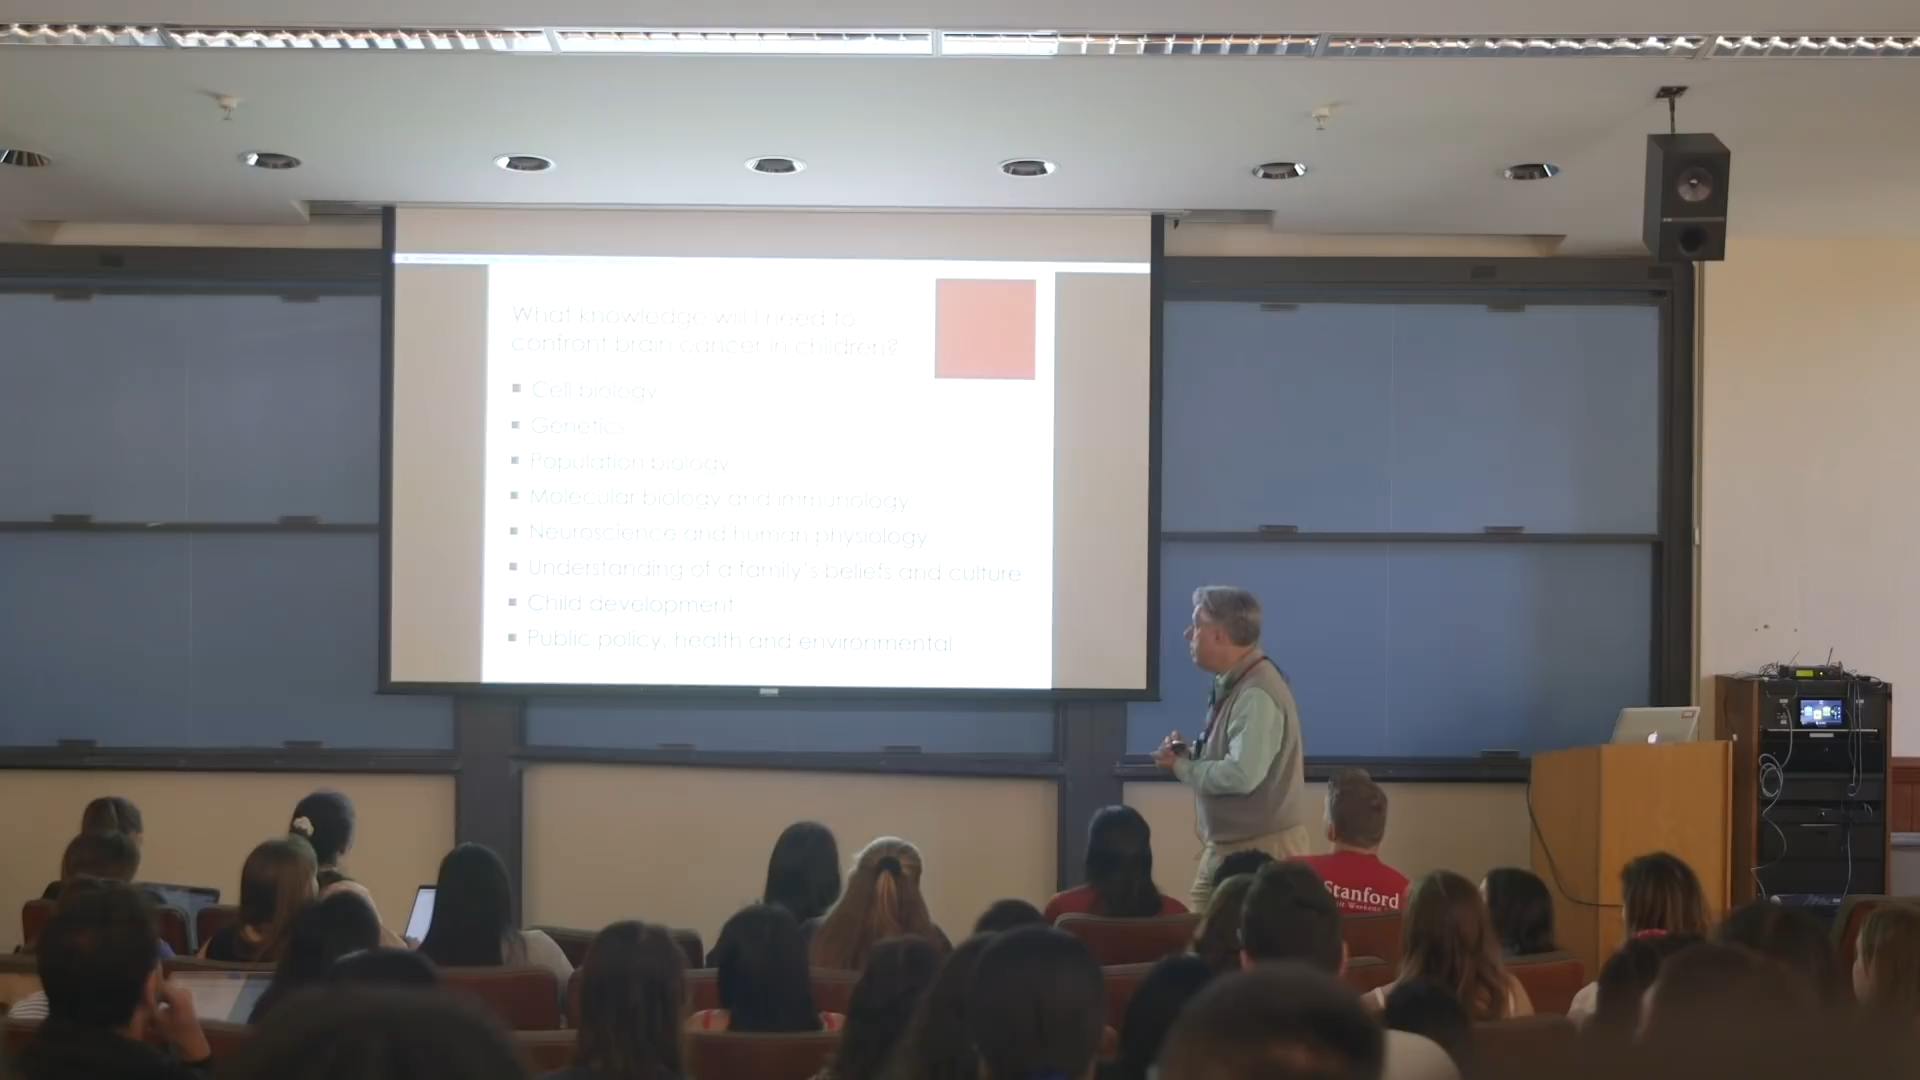 What knowledge will I need to
confront brain cancer in children?
Cell biology
Genetics
Population biology
Molecular biology and immunology
Neuroscience and human physiology
Understanding of a family's beliefs and culture
Child development
Public policy, health and environmental
Stanford